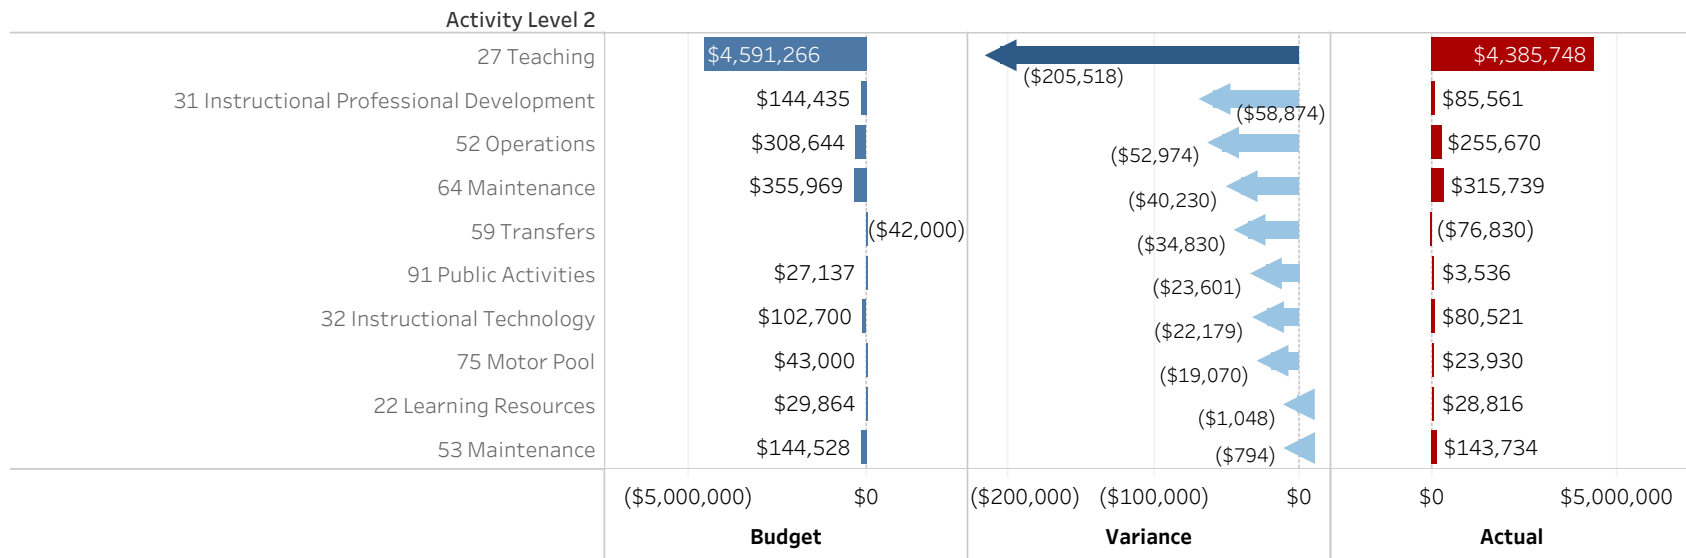 Activity Level 2
27 Teaching $4,591,266 ($205,518) $4,385,748
31 Instructional Professional Development $144,435 ($58,874) $85,561
52 Operations $308,644 ($52,974) $255,670
64 Maintenance $355,969 ($40,230) $315,739
59 Transfers ($42,000) ($34,830) ($76,830)
91 Public Activities $27,137 ($23,601) $3,536
32 Instructional Technology $102,700 ($22,179) $80,521
75 Motor Pool $43,000 ($19,070) $23,930
22 Learning Resources $29,864 ($1,048) $28,816
53 Maintenance $144,528 ($794) $143,734
($5,000,000) $0 ($200,000) ($100,000) $0 $0 $5,000,000
Budget Variance Actual